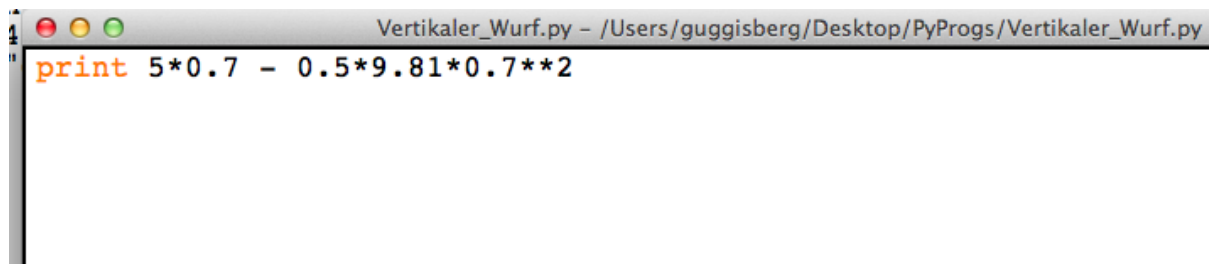 4
Vertikaler_Wurf.py – /Users/guggisberg/Desktop/PyProgs/Vertikaler_Wurf.py
"
print 5*0.7 - 0.5*9.81*0.7**2